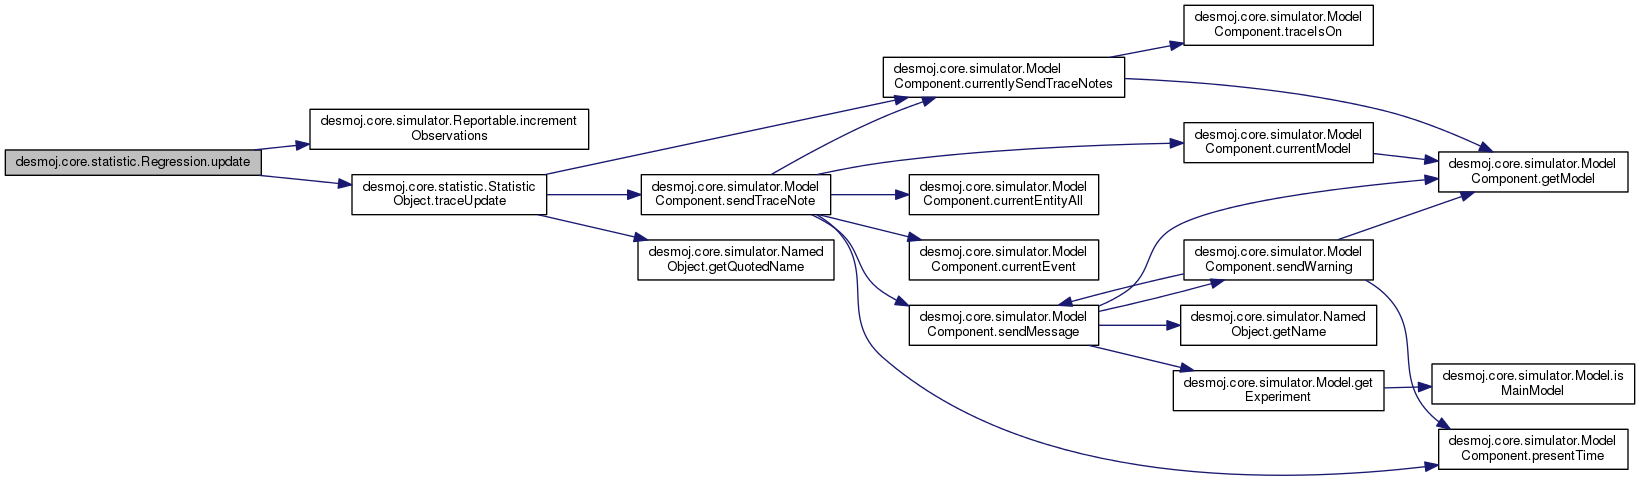 desmoj.core.statistic.Regression.update
desmoj.core.simulator.Reportable.increment
Observations
desmoj.core.statistic.Statistic
Object.traceUpdate
desmoj.core.simulator.Model
Component.sendTraceNote
desmoj.core.simulator.Named
Object.getQuotedName
desmoj.core.simulator.Model
Component.currentlySendTraceNotes
desmoj.core.simulator.Model
Component.currentEntityAll
desmoj.core.simulator.Model
Component.currentEvent
desmoj.core.simulator.Model
Component.sendMessage
desmoj.core.simulator.Model
Component.traceIsOn
desmoj.core.simulator.Model
Component.currentModel
desmoj.core.simulator.Model
Component.sendWarning
desmoj.core.simulator.Named
Object.getName
desmoj.core.simulator.Model.get
Experiment
desmoj.core.simulator.Model
Component.getModel
desmoj.core.simulator.Model.is
MainModel
desmoj.core.simulator.Model
Component.presentTime